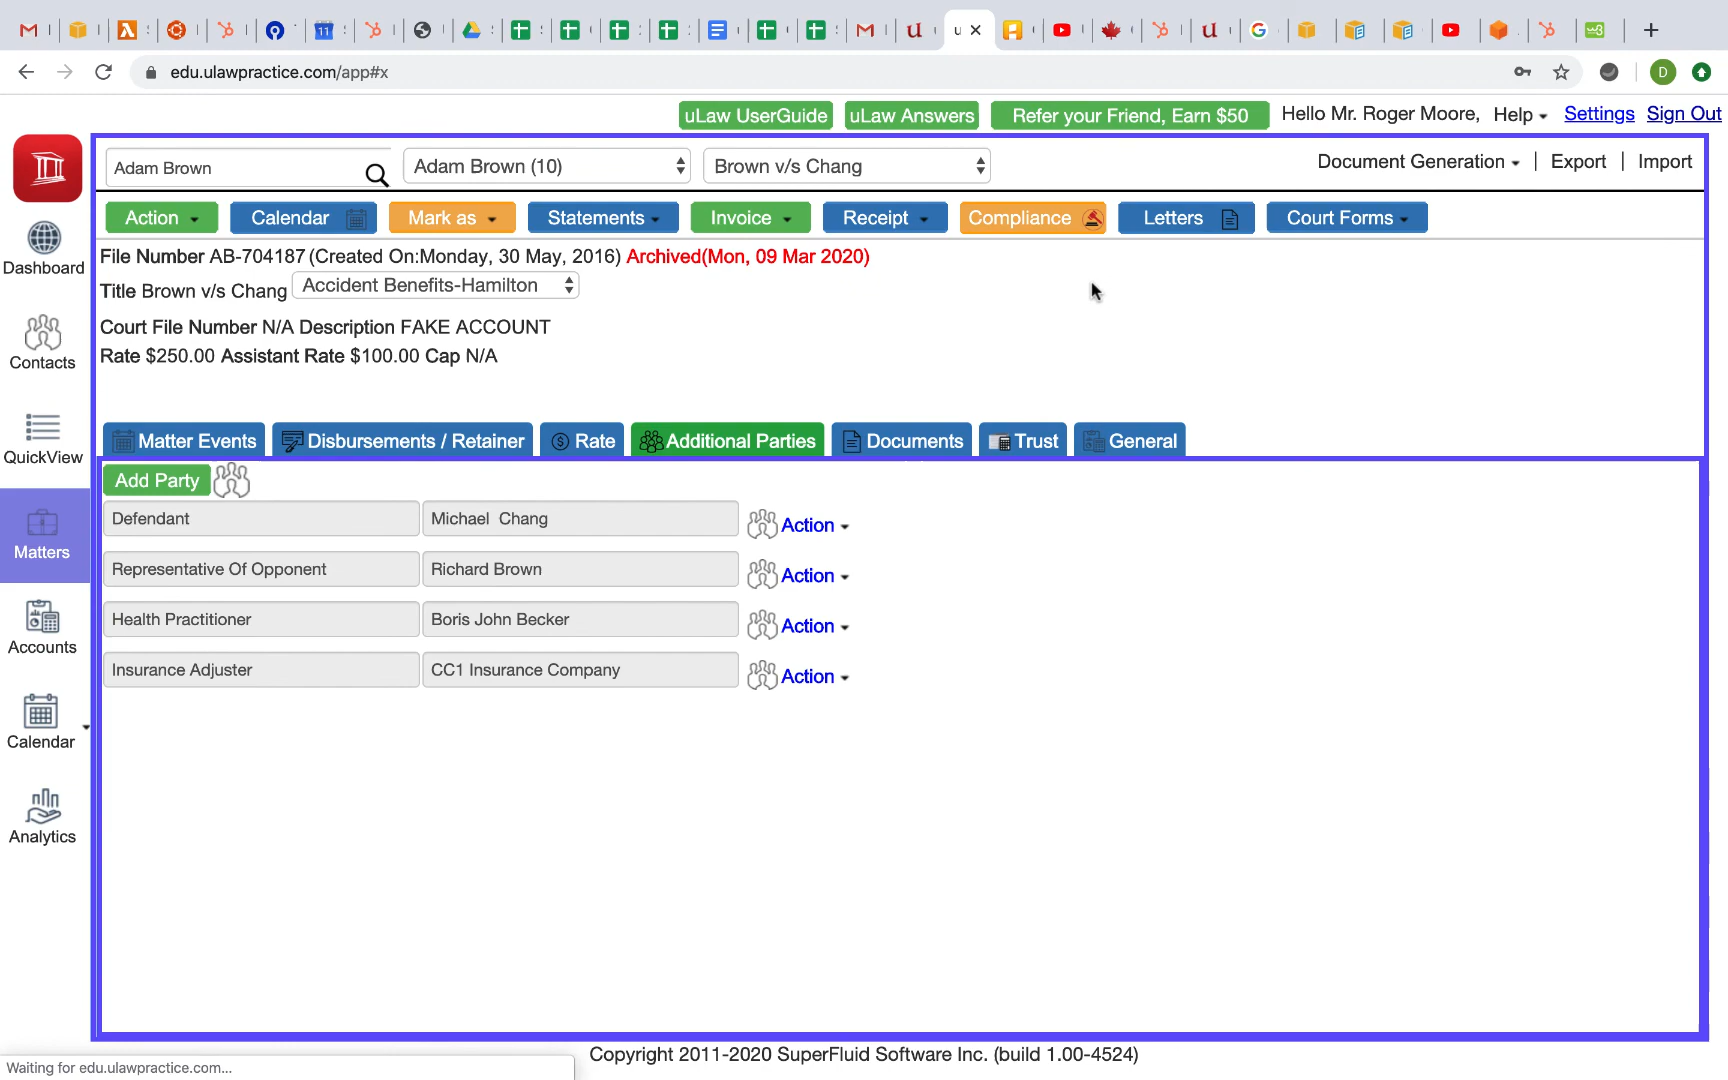 edu.ulawpractice.com/app#x
D
uLaw UserGuide uLaw Answers Refer your Friend, Earn $50 Hello Mr. Roger Moore, Help Settings Sign Out
Adam Brown Adam Brown (10) Brown v/s Chang Document Generation | Export | Import
Action Calendar Mark as Statements Invoice Receipt Compliance Letters Court Forms
File Number AB-704187 (Created On:Monday, 30 May, 2016) Archived(Mon, 09 Mar 2020)
Title Brown v/s Chang Accident Benefits-Hamilton
Court File Number N/A Description FAKE ACCOUNT
Rate $250.00 Assistant Rate $100.00 Cap N/A
Dashboard
Contacts
QuickView
Matters
Accounts
Calendar
Analytics
Matter Events Disbursements / Retainer Rate Additional Parties Documents Trust General
Add Party
Defendant Michael Chang Action
Representative Of Opponent Richard Brown Action
Health Practitioner Boris John Becker Action
Insurance Adjuster CC1 Insurance Company Action
Copyright 2011-2020 SuperFluid Software Inc. (build 1.00-4524)
Waiting for edu.ulawpractice.com...